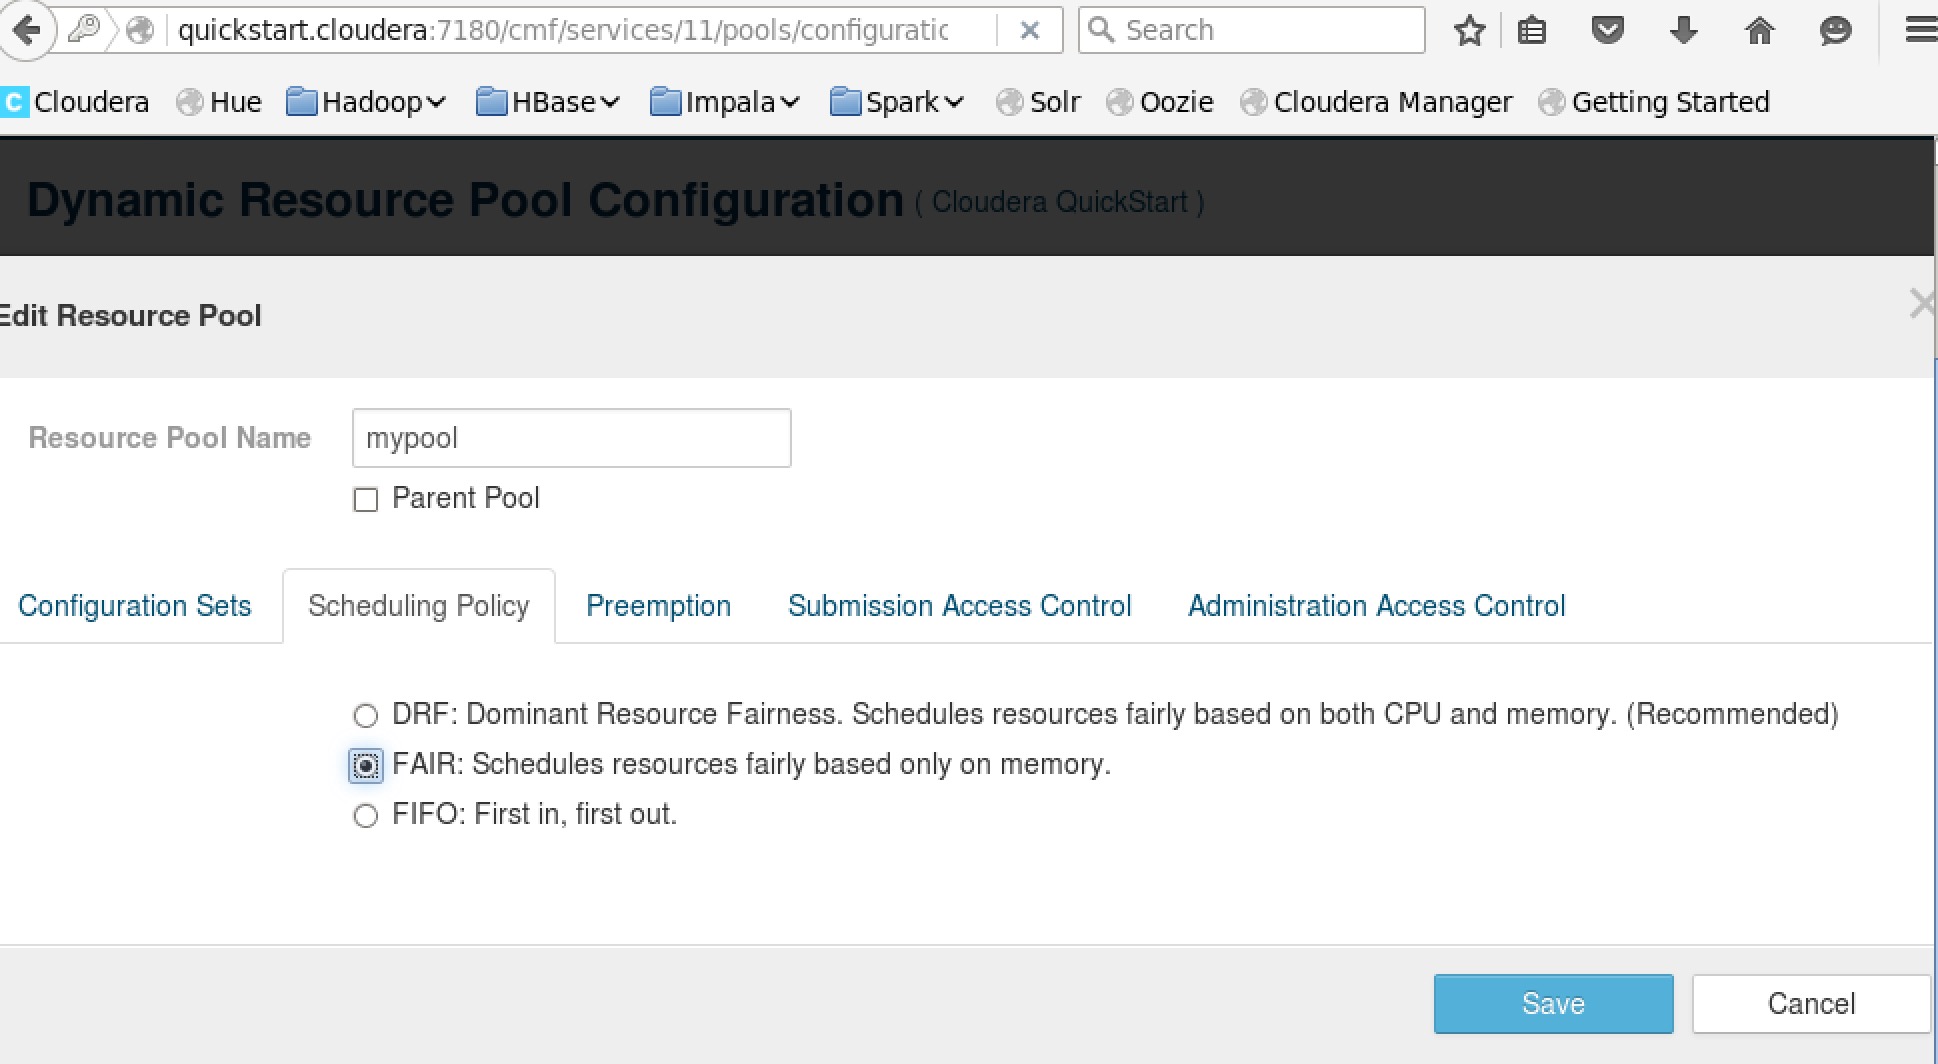 quickstart.cloudera:7180/cmf/services/11/pools/configuratic
Search
C Cloudera Hue Hadoop HBase Impala Spark Solr Oozie Cloudera Manager Getting Started
Dynamic Resource Pool Configuration ( Cloudera QuickStart )
Edit Resource Pool
Resource Pool Name mypool
Parent Pool
Configuration Sets Scheduling Policy Preemption Submission Access Control Administration Access Control
DRF: Dominant Resource Fairness. Schedules resources fairly based on both CPU and memory. (Recommended)
FAIR: Schedules resources fairly based only on memory.
FIFO: First in, first out.
Save Cancel